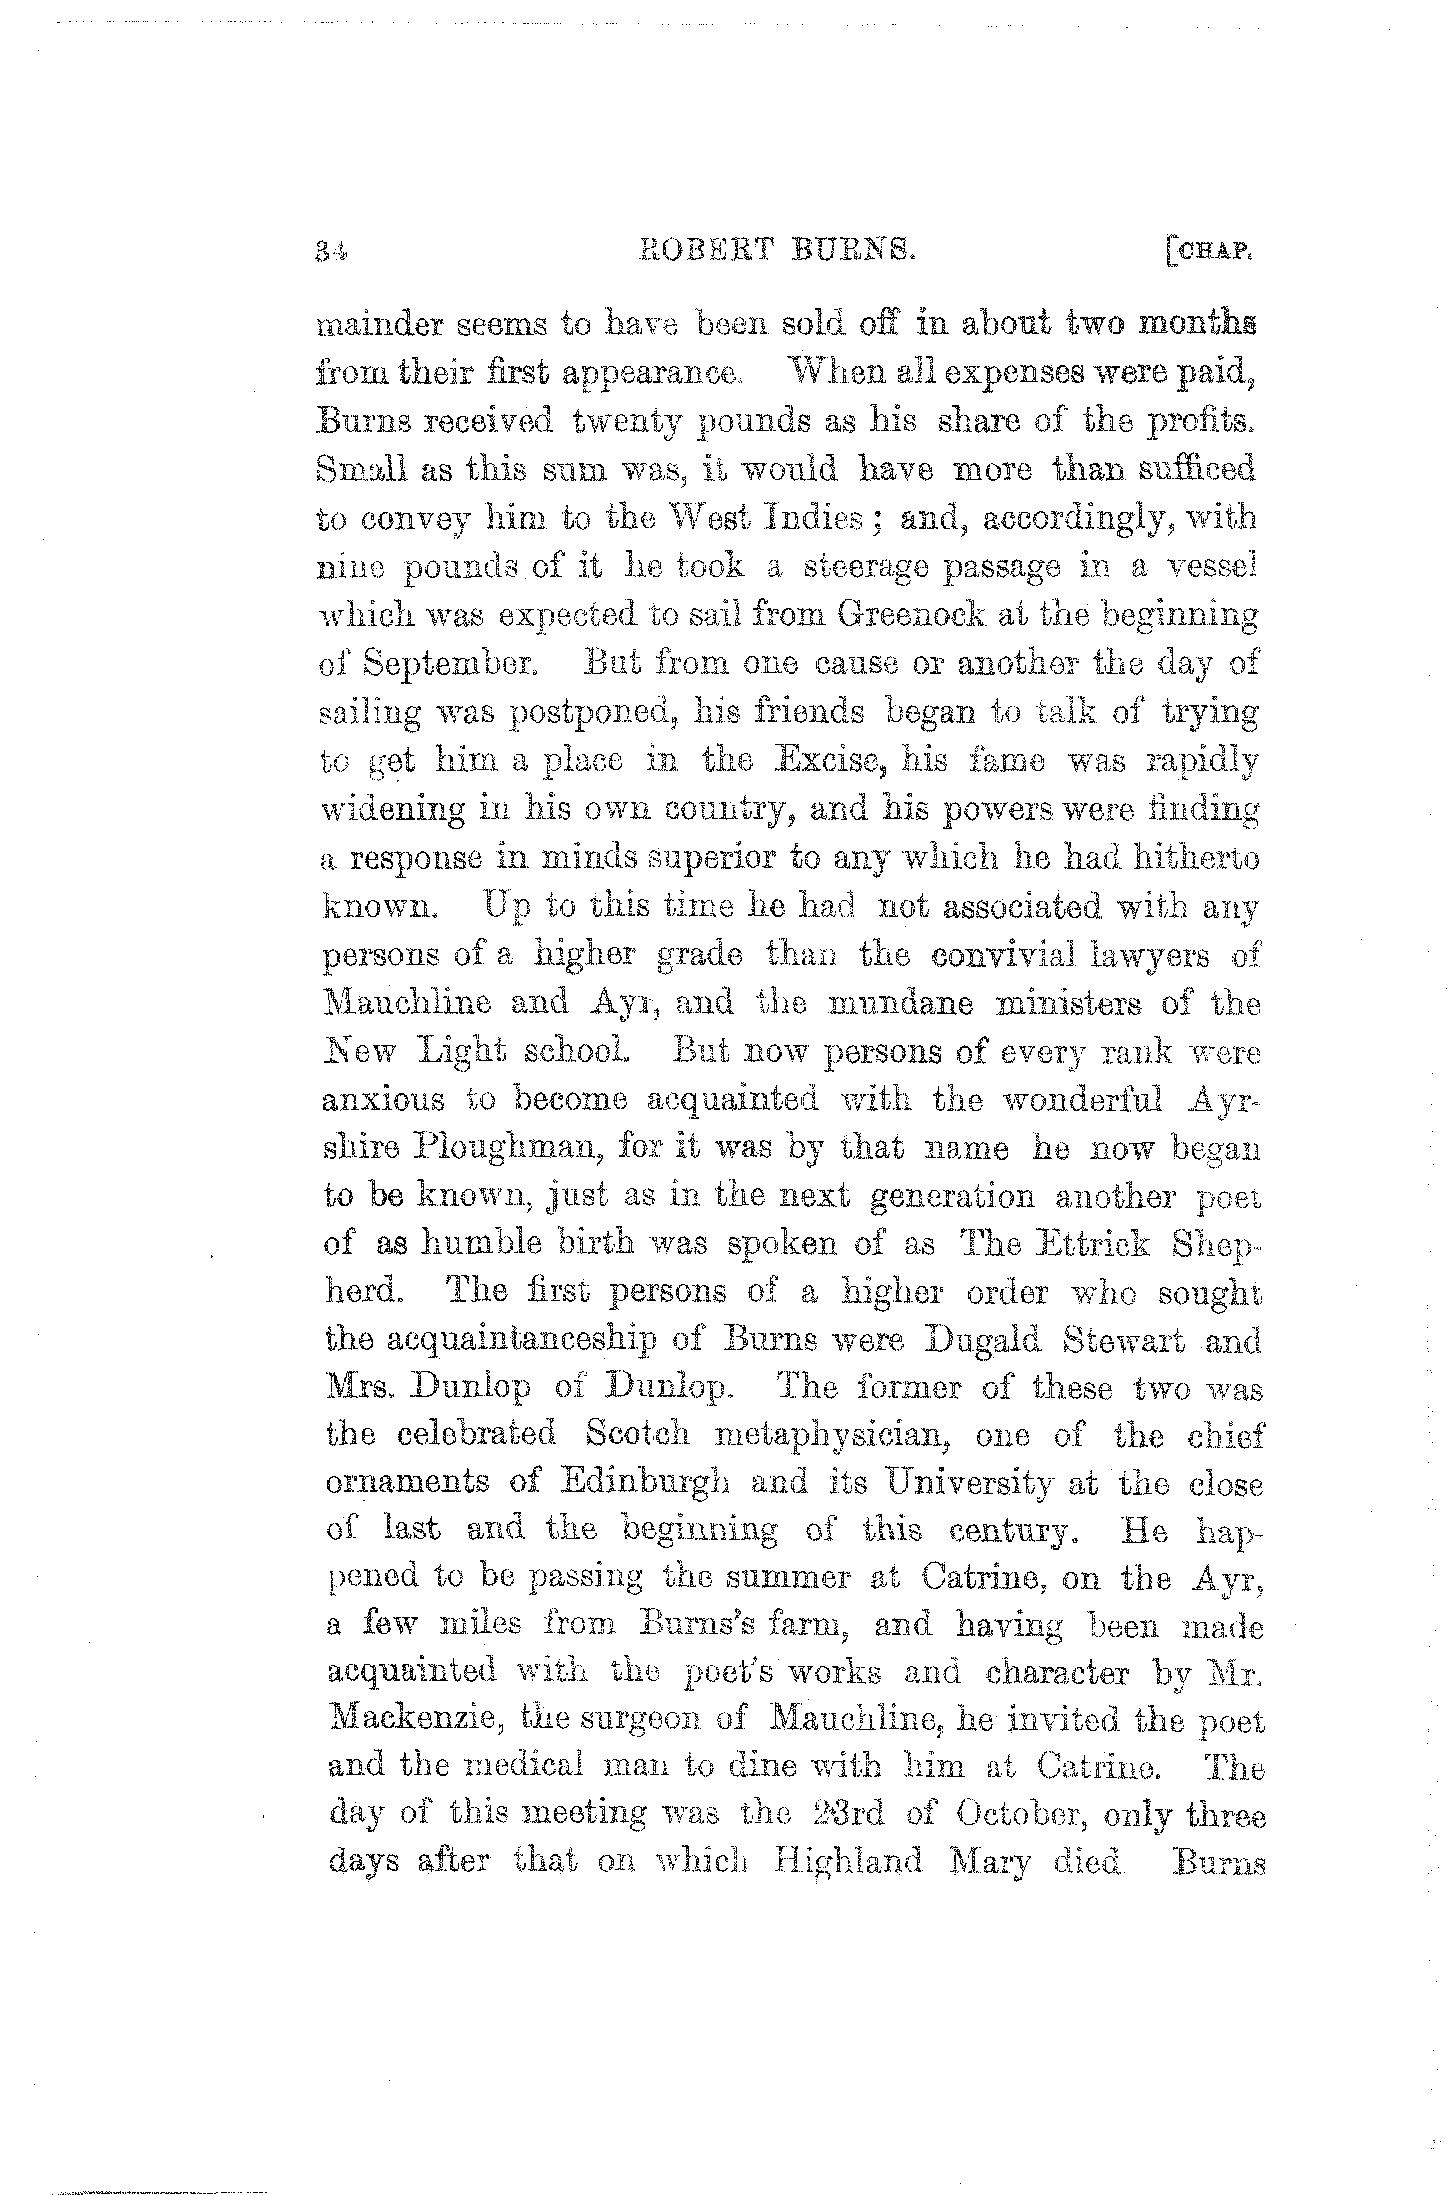 34 ROBERT BURNS. [CHAP.
mainder seems to have been sold off in about two months
from their first appearance. When all expenses were paid,
Burns received twenty pounds as his share of the profits.
Small as this sum was, it would have more than sufficed
to convey him to the West Indies; and, accordingly, with
nine pounds of it he took a steerage passage in a vessel
which was expected to sail from Greenock at the beginning
of September. But from one cause or another the day of
sailing was postponed, his friends began to talk of trying
to get him a place in the Excise, his fame was rapidly
widening in his own country, and his powers were finding
a response in minds superior to any which he had hitherto
known. Up to this time he had not associated with any
persons of a higher grade than the convivial lawyers of
Mauchline and Ayr, and the mundane ministers of the
New Light school. But now persons of every rank were
anxious to become acquainted with the wonderful Ayr-
shire Ploughman, for it was by that name he now began
to be known, just as in the next generation another poet
of as humble birth was spoken of as The Ettrick Shep-
herd. The first persons of a higher order who sought
the acquaintanceship of Burns were Dugald Stewart and
Mrs. Dunlop of Dunlop. The former of these two was
the celebrated Scotch metaphysician, one of the chief
ornaments of Edinburgh and its University at the close
of last and the beginning of this century. He hap-
pened to be passing the summer at Catrine, on the Ayr,
a few miles from Burns's farm, and having been made
acquainted with the poet's works and character by Mr.
Mackenzie, the surgeon of Mauchline, he invited the poet
and the medical man to dine with him at Catrine. The
day of this meeting was the 23rd of October, only three
days after that on which Highland Mary died Burns